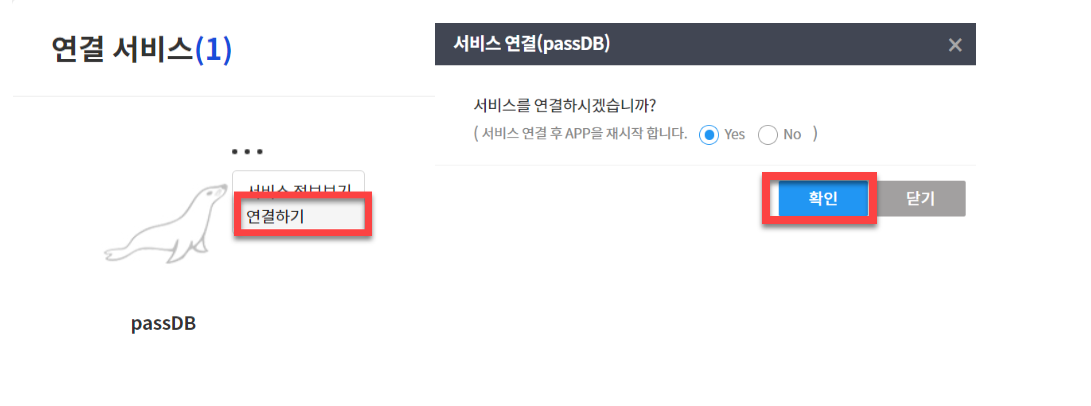 연결 서비스(1)
서비스 정보보기
연결하기
passDB
서비스 연결(passDB)
서비스를 연결하시겠습니까?
( 서비스 연결 후 APP을 재시작 합니다. Yes No )
확인 닫기